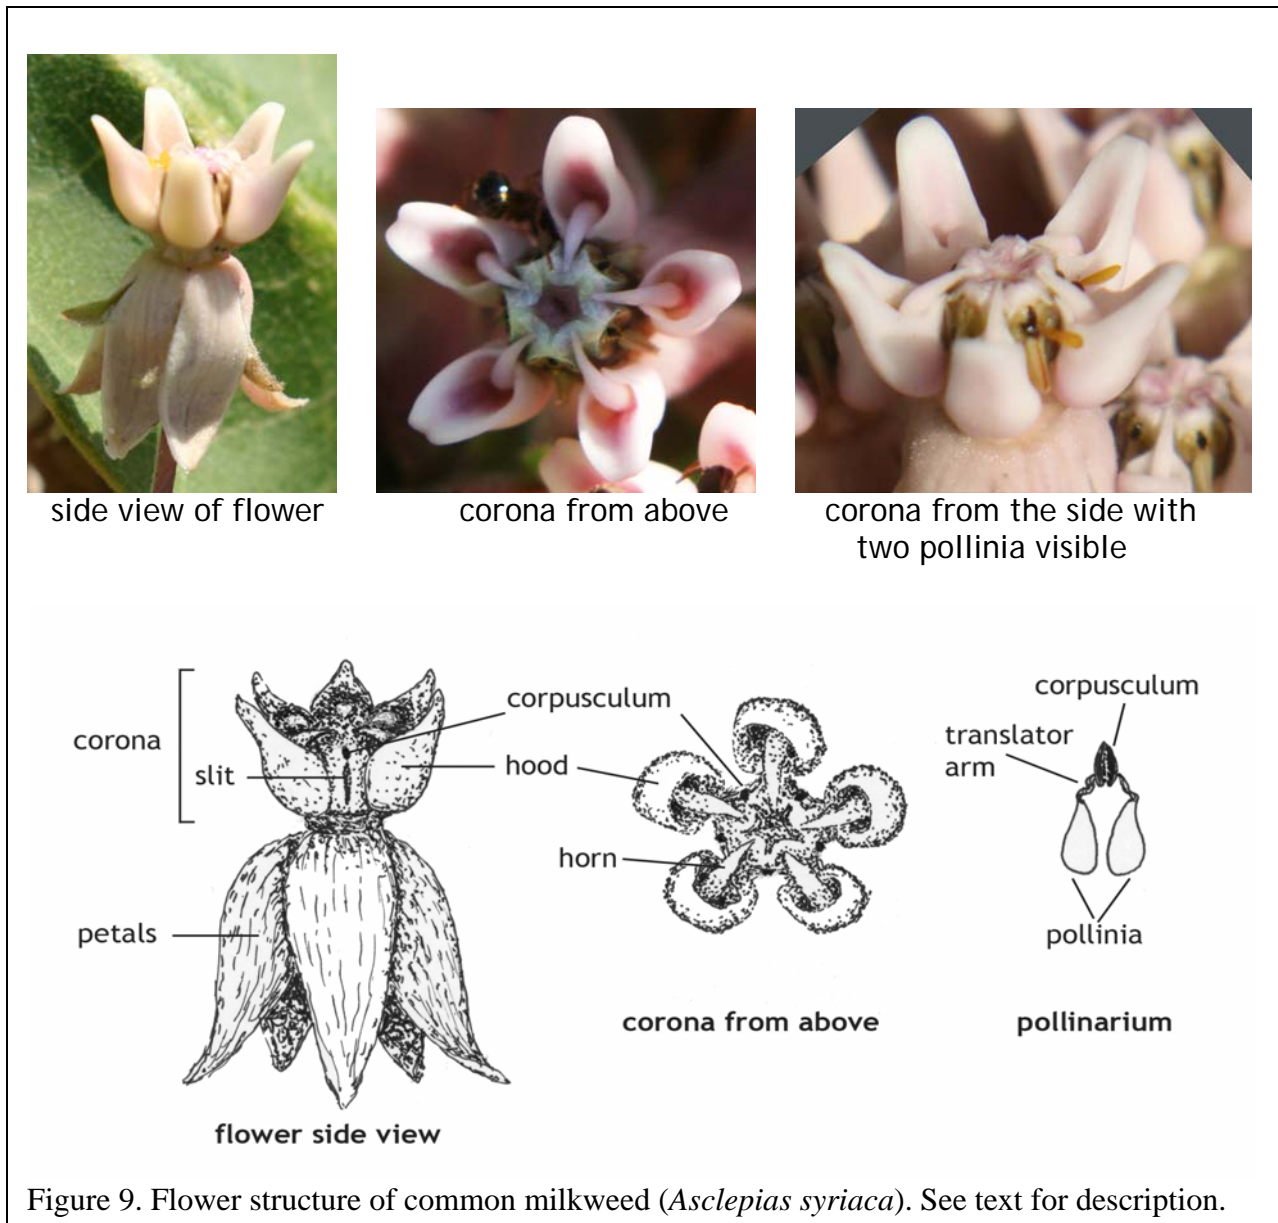 side view of flower
corona from above
corona from the side with
two pollinia visible
corona
slit
petals
corpusculum
hood
horn
corpusculum
translator
arm
pollinia
corona from above
pollinarium
flower side view
Figure 9. Flower structure of common milkweed (Asclepias syriaca). See text for description.